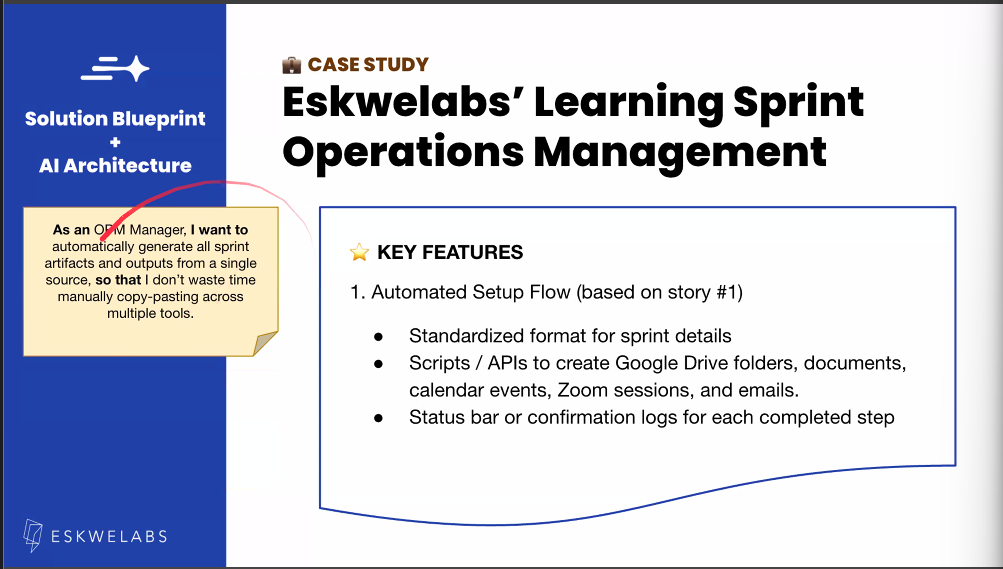 Solution Blueprint
+
AI Architecture
As an OPM Manager, I want to
automatically generate all sprint
artifacts and outputs from a single
source, so that I don't waste time
manually copy-pasting across
multiple tools.
ESKWELABS
CASE STUDY
Eskwelabs’ Learning Sprint
Operations Management
KEY FEATURES
1. Automated Setup Flow (based on story #1)
● Standardized format for sprint details
● Scripts / APIs to create Google Drive folders, documents,
calendar events, Zoom sessions, and emails.
● Status bar or confirmation logs for each completed step